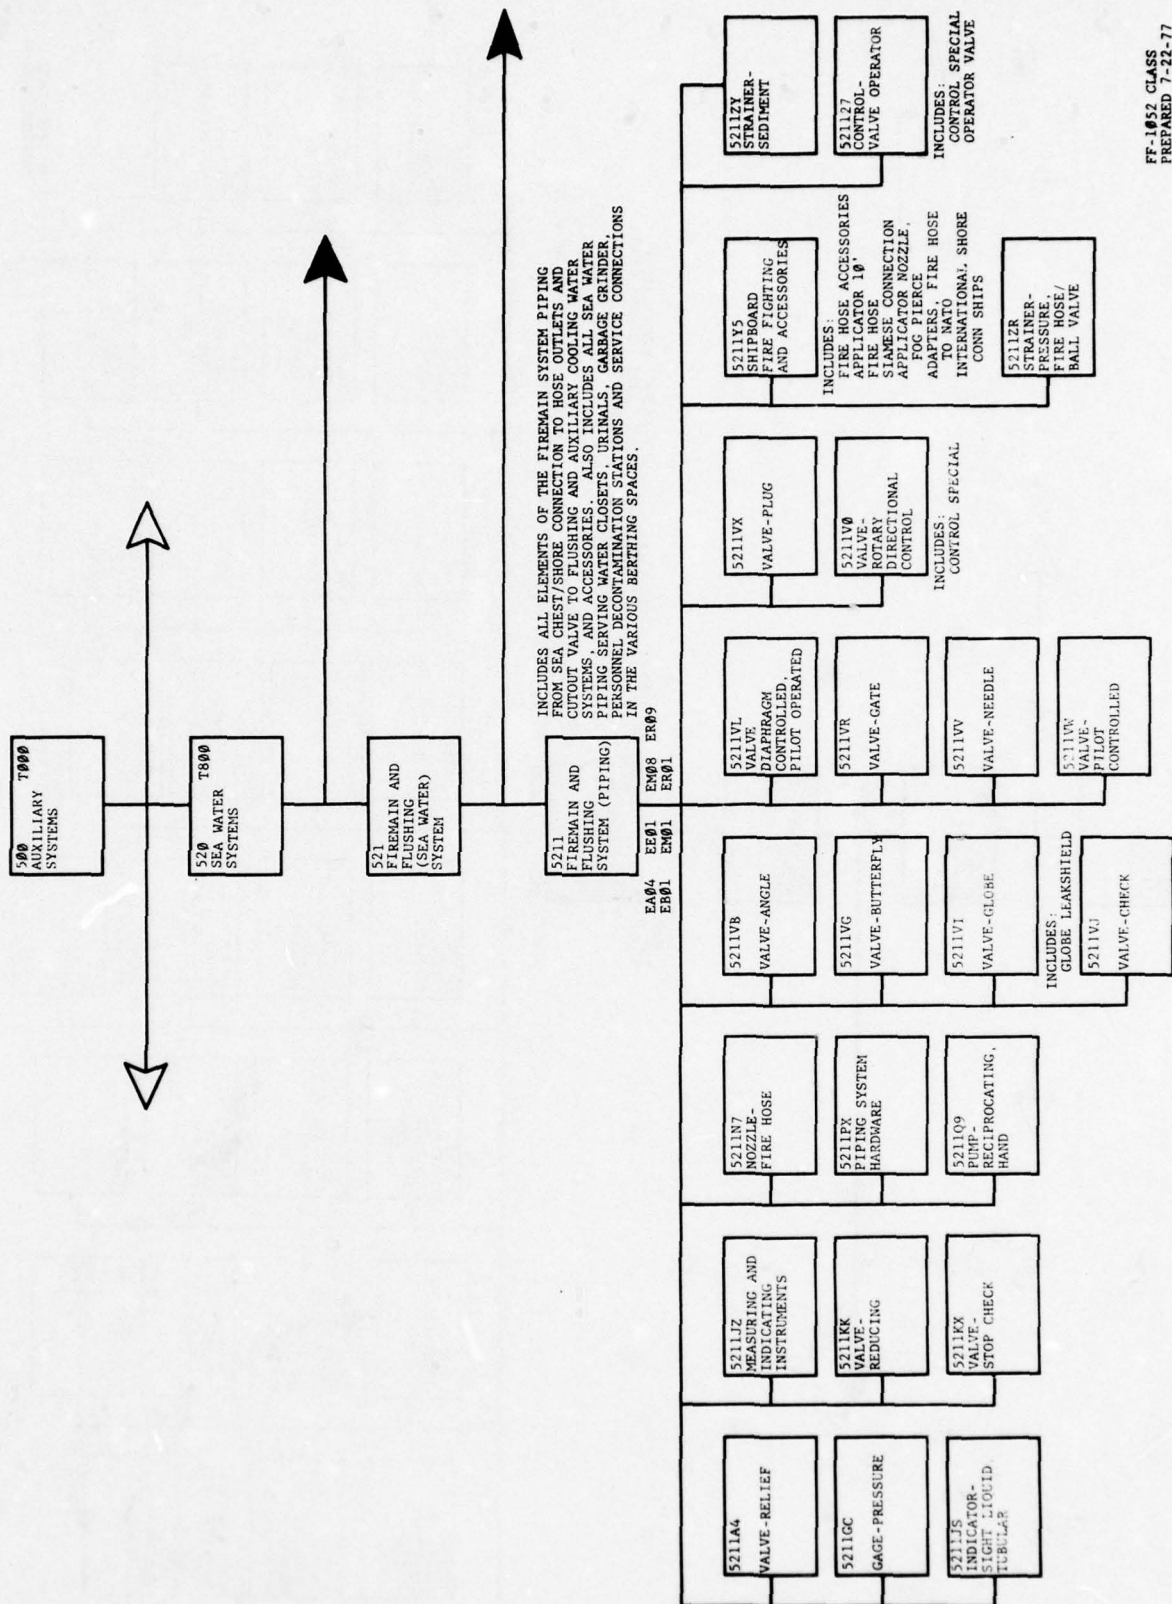 500 T000
AUXILIARY
SYSTEMS
520 T800
SEA WATER
SYSTEMS
521
FIREMAIN AND
FLUSHING
(SEA WATER)
SYSTEM
5211
FIREMAIN AND
FLUSHING
SYSTEM (PIPING)
INCLUDES ALL ELEMENTS OF THE FIREMAIN SYSTEM PIPING
FROM SEA CHEST/SHORE CONNECTION TO HOSE OUTLETS AND
CUTOUT VALVE TO FLUSHING AND AUXILIARY COOLING WATER
SYSTEMS, AND ACCESSORIES. ALSO INCLUDES ALL SEA WATER
PIPING SERVING WATER CLOSETS, URINALS, GARBAGE GRINDER,
PERSONNEL DECONTAMINATION STATIONS AND SERVICE CONNECTIONS
IN THE VARIOUS BERTHING SPACES.
EA04 EE01 EM08 ER09
EB01 EM01 ER01
5211A4
VALVE-RELIEF
5211GC
GAGE-PRESSURE
5211JS
INDICATOR-
SIGHT LIQUID
TUBULAR
5211JZ
MEASURING AND
INDICATING
INSTRUMENTS
5211KK
VALVE-
REDUCING
5211KX
VALVE-
STOP CHECK
5211N7
NOZZLE-
FIRE HOSE
5211PX
PIPING SYSTEM
HARDWARE
5211Q9
PUMP-
RECIPROCATING,
HAND
5211VB
VALVE-ANGLE
5211VG
VALVE-BUTTERFLY
5211VI
VALVE-GLOBE
INCLUDES:
GLOBE LEAKSHIELD
5211VJ
VALVE-CHECK
5211VL
VALVE
DIAPHRAGM
CONTROLLED,
PILOT OPERATED
5211VR
VALVE-GATE
5211VV
VALVE-NEEDLE
5211VW
VALVE-
PILOT
CONTROLLED
5211VX
VALVE-PLUG
5211V0
VALVE-
ROTARY
DIRECTIONAL
CONTROL
INCLUDES:
CONTROL SPECIAL
5211Y5
SHIPBOARD
FIRE FIGHTING
AND ACCESSORIES
INCLUDES:
FIRE HOSE ACCESSORIES
APPLICATOR 10'
FIRE HOSE
SIAMESE CONNECTION
APPLICATOR NOZZLE,
FOG PIERCE
ADAPTERS, FIRE HOSE
TO NATO
INTERNATIONAL SHORE
CONN SHIPS
5211ZR
STRAINER-
PRESSURE,
FIRE HOSE/
BALL VALVE
5211ZY
STRAINER-
SEDIMENT
521127
CONTROL-
VALVE OPERATOR
INCLUDES:
CONTROL SPECIAL
OPERATOR VALVE
FF-1052 CLASS
PREPARED 7-22-77